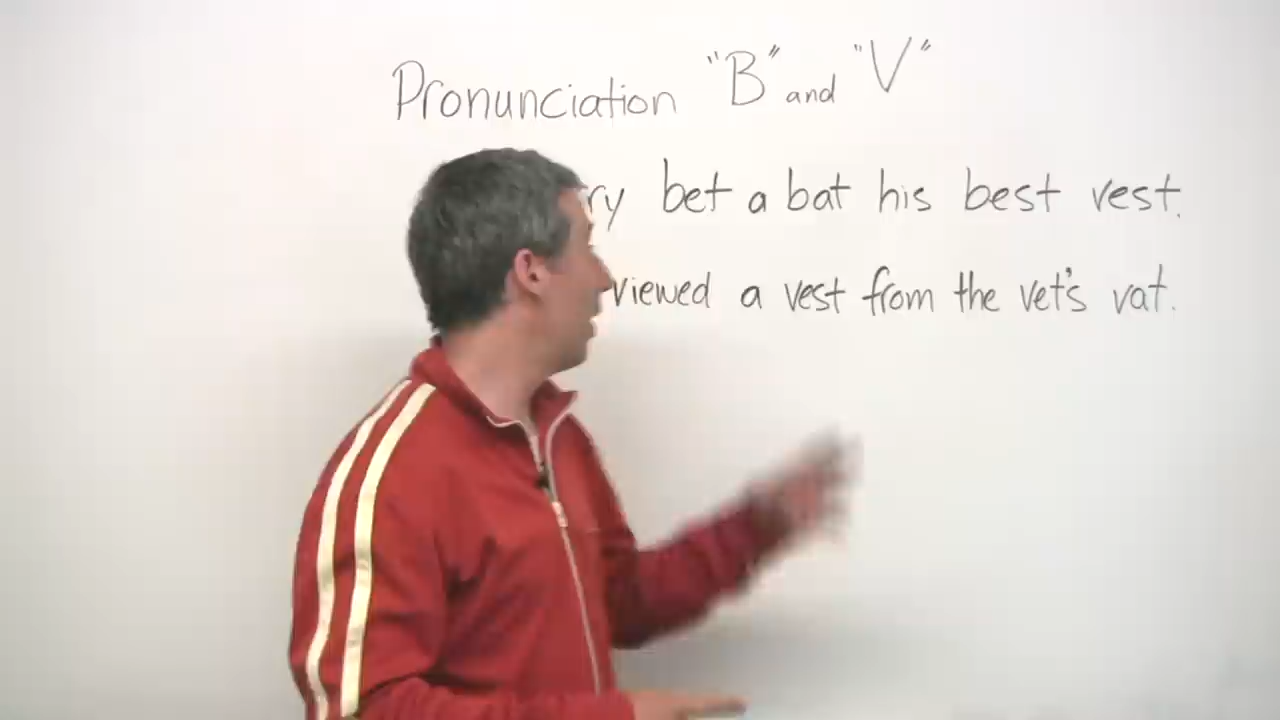 Pronunciation "B" and "V"
bet a bat his best vest.
viewed a vest from the vet's vat.